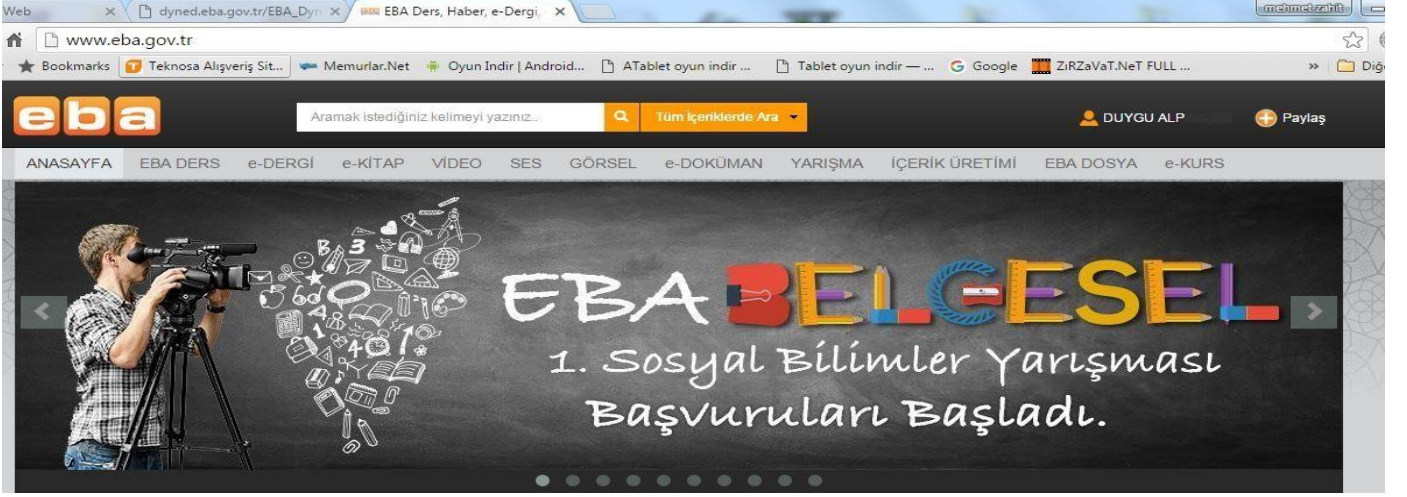 Web
dyned.eba.gov.tr/EBA_Dyn
EBA Ders, Haber, e-Dergi,
mehmet zahit
www.eba.gov.tr
Bookmarks Teknosa Alışveriş Sit... Memurlar.Net Oyun Indir | Android... ATablet oyun indir ... Tablet oyun indir — ... Google ZiRZaVaT.NeT FULL ... » Diğe
eba
Aramak istediğiniz kelimeyi yazınız..
Tüm İçeriklerde Ara
DUYGU ALP
Paylaş
ANASAYFA EBA DERS e-DERGİ e-KİTAP VİDEO SES GÖRSEL e-DOKÜMAN YARIŞMA İÇERİK ÜRETİMİ EBA DOSYA e-KURS
EBA BELGESEL
1. Sosyal Bilimler Yarışması
Başvuruları Başladı.